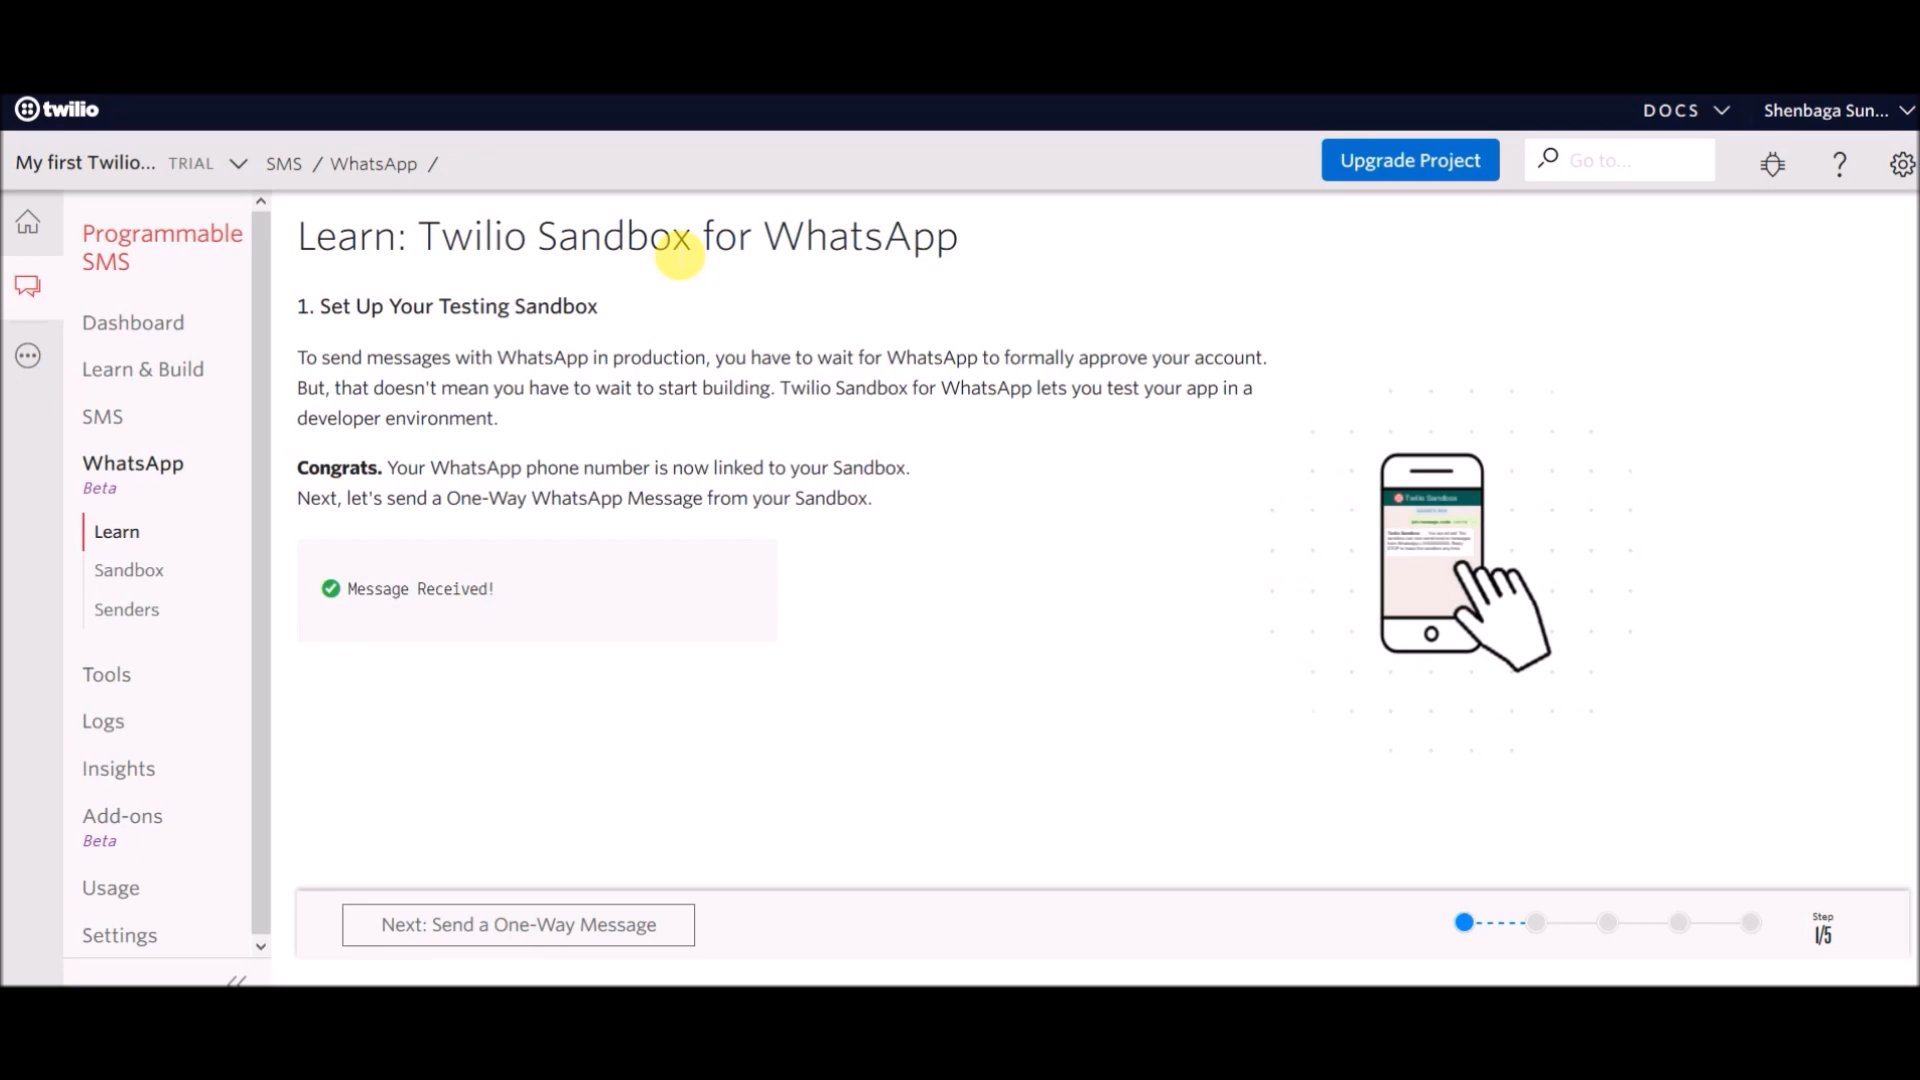 twilio
DOCS
Shenbaga Sun...
My first Twilio... TRIAL
SMS / WhatsApp /
Upgrade Project
Go to...
Programmable
SMS
Dashboard
Learn & Build
SMS
WhatsApp
Beta
Learn
Sandbox
Senders
Tools
Logs
Insights
Add-ons
Beta
Usage
Settings
Learn: Twilio Sandbox for WhatsApp
1. Set Up Your Testing Sandbox
To send messages with WhatsApp in production, you have to wait for WhatsApp to formally approve your account.
But, that doesn't mean you have to wait to start building. Twilio Sandbox for WhatsApp lets you test your app in a
developer environment.
Congrats. Your WhatsApp phone number is now linked to your Sandbox.
Next, let's send a One-Way WhatsApp Message from your Sandbox.
Message Received!
Twilio Sandbox
Next: Send a One-Way Message
Step
1/5